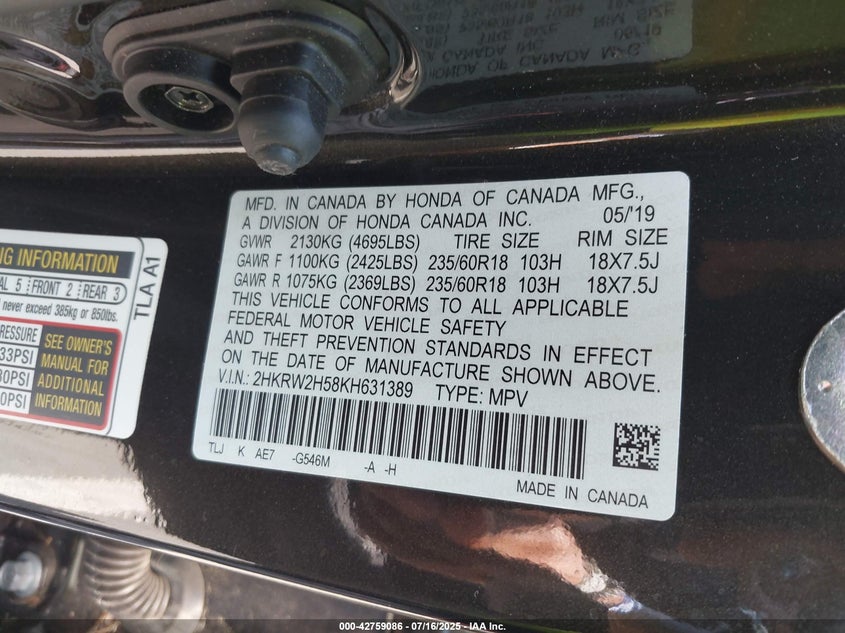 MFD. IN CANADA BY HONDA OF CANADA MFG.,
A DIVISION OF HONDA CANADA INC. 05/'19
GVWR 2130KG (4695LBS) TIRE SIZE RIM SIZE
GAWR F 1100KG (2425LBS) 235/60R18 103H 18X7.5J
GAWR R 1075KG (2369LBS) 235/60R18 103H 18X7.5J
THIS VEHICLE CONFORMS TO ALL APPLICABLE
FEDERAL MOTOR VEHICLE SAFETY
AND THEFT PREVENTION STANDARDS IN EFFECT
ON THE DATE OF MANUFACTURE SHOWN ABOVE.
V.I.N.: 2HKRW2H58KH631389 TYPE: MPV
TLJ K AE7 -G546M -A -H
MADE IN CANADA
INFORMATION
5 FRONT 2 REAR 3
never exceed 385kg or 850lbs.
TLA A1
PRESSURE
33PSI
PSI
PSI
SEE OWNER'S
MANUAL FOR
ADDITIONAL
INFORMATION
000-42759086 - 07/16/2025 - IAA Inc.